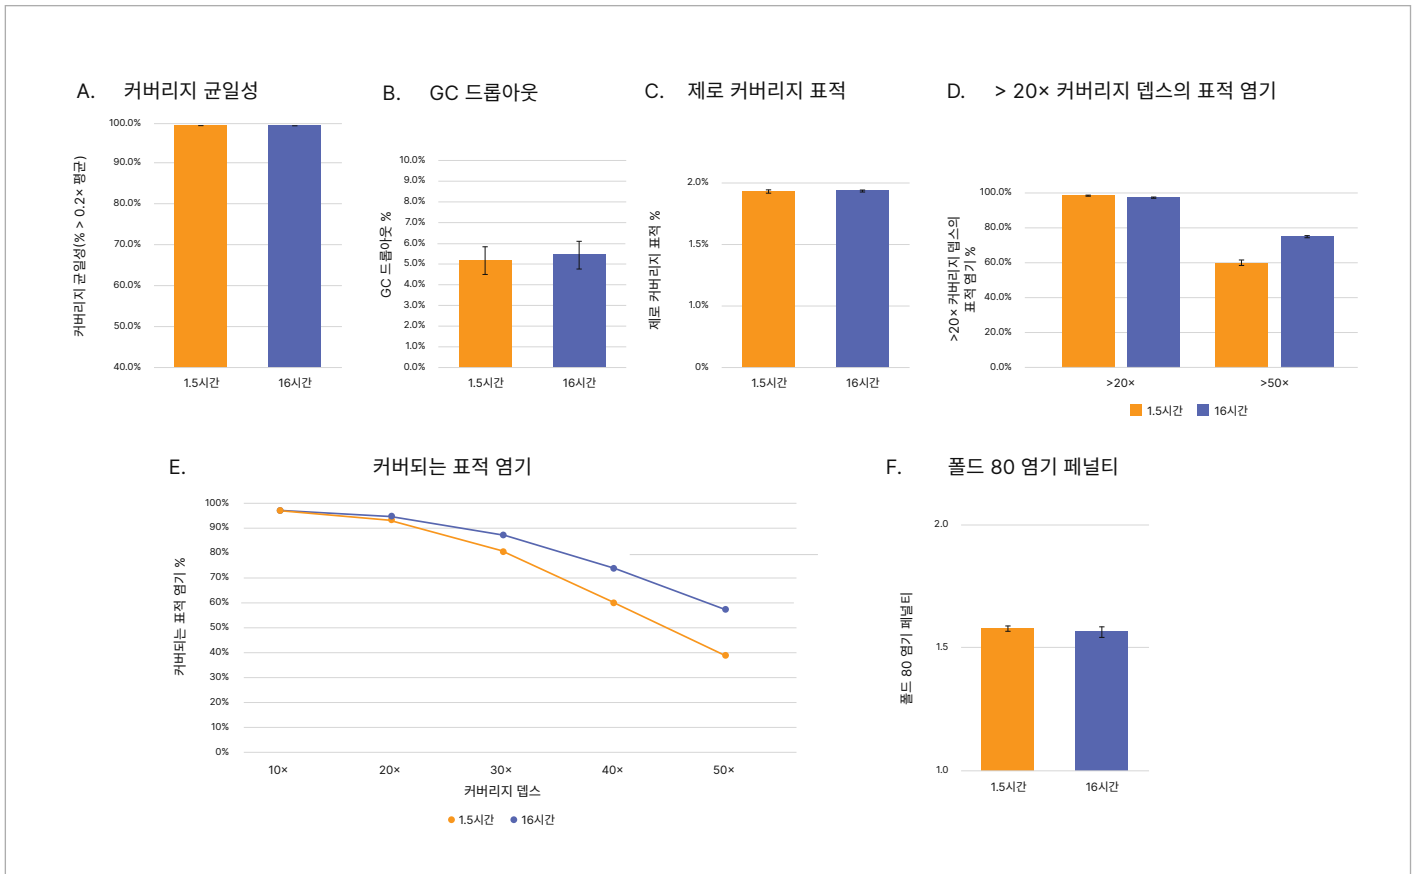 A. 커버리지 균일성
커버리지 균일성(% > 0.2× 평균)
100.0%
90.0%
80.0%
70.0%
60.0%
50.0%
40.0%
1.5시간 16시간
B. GC 드롭아웃
GC 드롭아웃 %
10.0%
9.0%
8.0%
7.0%
6.0%
5.0%
4.0%
3.0%
2.0%
1.0%
0.0%
1.5시간 16시간
C. 제로 커버리지 표적
제로 커버리지 표적 %
2.0%
1.5%
1.0%
0%
1.5시간 16시간
D. > 20× 커버리지 뎁스의 표적 염기
>20× 커버리지 뎁스의
표적 염기 %
100.0%
80.0%
60.0%
40.0%
20.0%
0.0%
>20× >50×
1.5시간 16시간
E. 커버되는 표적 염기
커버되는 표적 염기 %
100%
90%
80%
70%
60%
50%
40%
30%
20%
10%
0%
10× 20× 30× 40× 50×
커버리지 뎁스
1.5시간 16시간
F. 폴드 80 염기 페널티
폴드 80 염기 페널티
2.0
1.5
1.0
1.5시간 16시간